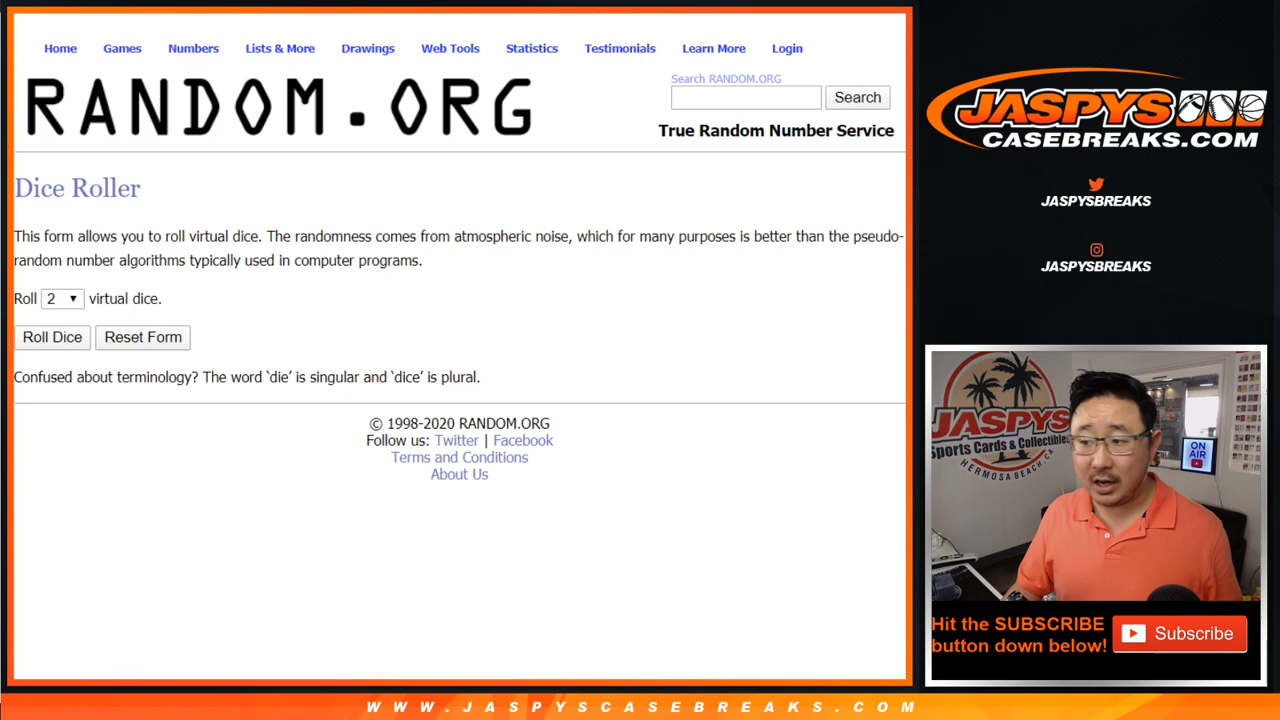 Home Games Numbers Lists & More Drawings Web Tools Statistics Testimonials Learn More Login
RANDOM.ORG
Search RANDOM.ORG
Search
True Random Number Service
Dice Roller
This form allows you to roll virtual dice. The randomness comes from atmospheric noise, which for many purposes is better than the pseudo-
random number algorithms typically used in computer programs.
Roll 2 virtual dice.
Roll Dice Reset Form
Confused about terminology? The word ‘die’ is singular and ‘dice’ is plural.
© 1998-2020 RANDOM.ORG
Follow us: Twitter | Facebook
Terms and Conditions
About Us
JASPYS
CASEBREAKS.COM
JASPYSBREAKS
JASPYSBREAKS
JASPYS
Sports Cards & Collectibles
HERMOSA BEACH, CA
ON
AIR
Hit the SUBSCRIBE
button down below!
Subscribe
WWW.JASPYSCASEBREAKS.COM